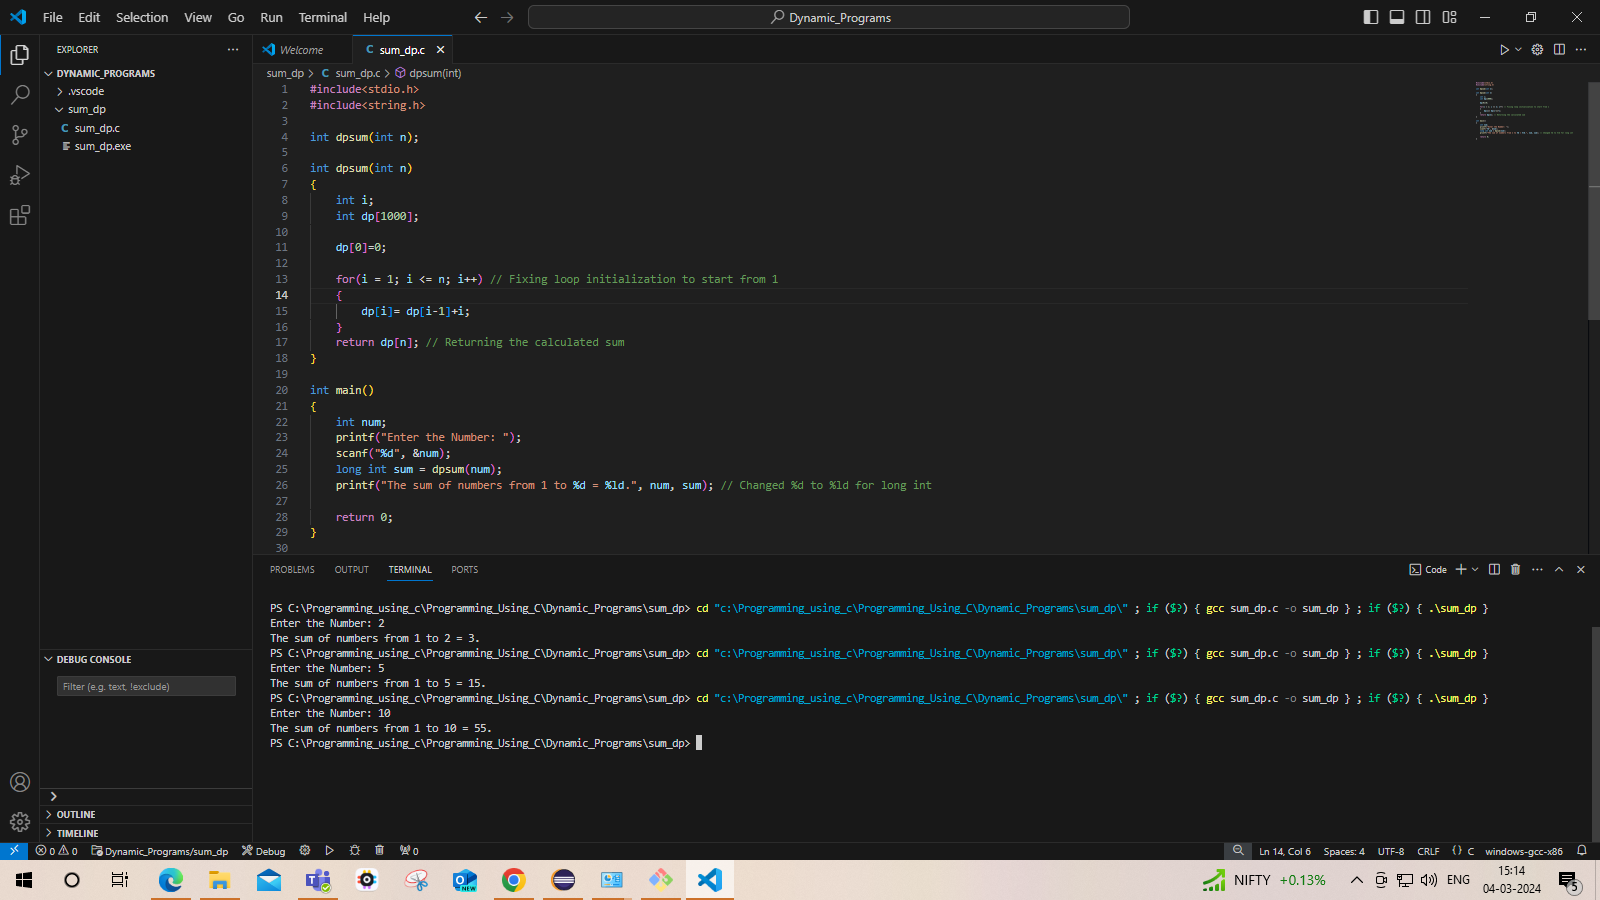 File Edit Selection View Go Run Terminal Help Dynamic_Programs
EXPLORER
DYNAMIC_PROGRAMS
.vscode
sum_dp
C sum_dp.c
sum_dp.exe
DEBUG CONSOLE
Filter (e.g. text, !exclude)
OUTLINE
TIMELINE
Welcome C sum_dp.c
sum_dp > C sum_dp.c > dpsum(int)
1 #include<stdio.h>
2 #include<string.h>
3
4 int dpsum(int n);
5
6 int dpsum(int n)
7 {
8 int i;
9 int dp[1000];
10
11 dp[0]=0;
12
13 for(i = 1; i <= n; i++) // Fixing loop initialization to start from 1
14 {
15 dp[i]= dp[i-1]+i;
16 }
17 return dp[n]; // Returning the calculated sum
18 }
19
20 int main()
21 {
22 int num;
23 printf("Enter the Number: ");
24 scanf("%d", &num);
25 long int sum = dpsum(num);
26 printf("The sum of numbers from 1 to %d = %ld.", num, sum); // Changed %d to %ld for long int
27
28 return 0;
29 }
30
PROBLEMS OUTPUT TERMINAL PORTS Code
PS C:\Programming_using_c\Programming_Using_C\Dynamic_Programs\sum_dp> cd "c:\Programming_using_c\Programming_Using_C\Dynamic_Programs\sum_dp\" ; if ($?) { gcc sum_dp.c -o sum_dp } ; if ($?) { .\sum_dp }
Enter the Number: 2
The sum of numbers from 1 to 2 = 3.
PS C:\Programming_using_c\Programming_Using_C\Dynamic_Programs\sum_dp> cd "c:\Programming_using_c\Programming_Using_C\Dynamic_Programs\sum_dp\" ; if ($?) { gcc sum_dp.c -o sum_dp } ; if ($?) { .\sum_dp }
Enter the Number: 5
The sum of numbers from 1 to 5 = 15.
PS C:\Programming_using_c\Programming_Using_C\Dynamic_Programs\sum_dp> cd "c:\Programming_using_c\Programming_Using_C\Dynamic_Programs\sum_dp\" ; if ($?) { gcc sum_dp.c -o sum_dp } ; if ($?) { .\sum_dp }
Enter the Number: 10
The sum of numbers from 1 to 10 = 55.
PS C:\Programming_using_c\Programming_Using_C\Dynamic_Programs\sum_dp>
0 0 Dynamic_Programs/sum_dp Debug 0 Ln 14, Col 6 Spaces: 4 UTF-8 CRLF {} C windows-gcc-x86
NIFTY +0.13% ENG 15:14
04-03-2024 5